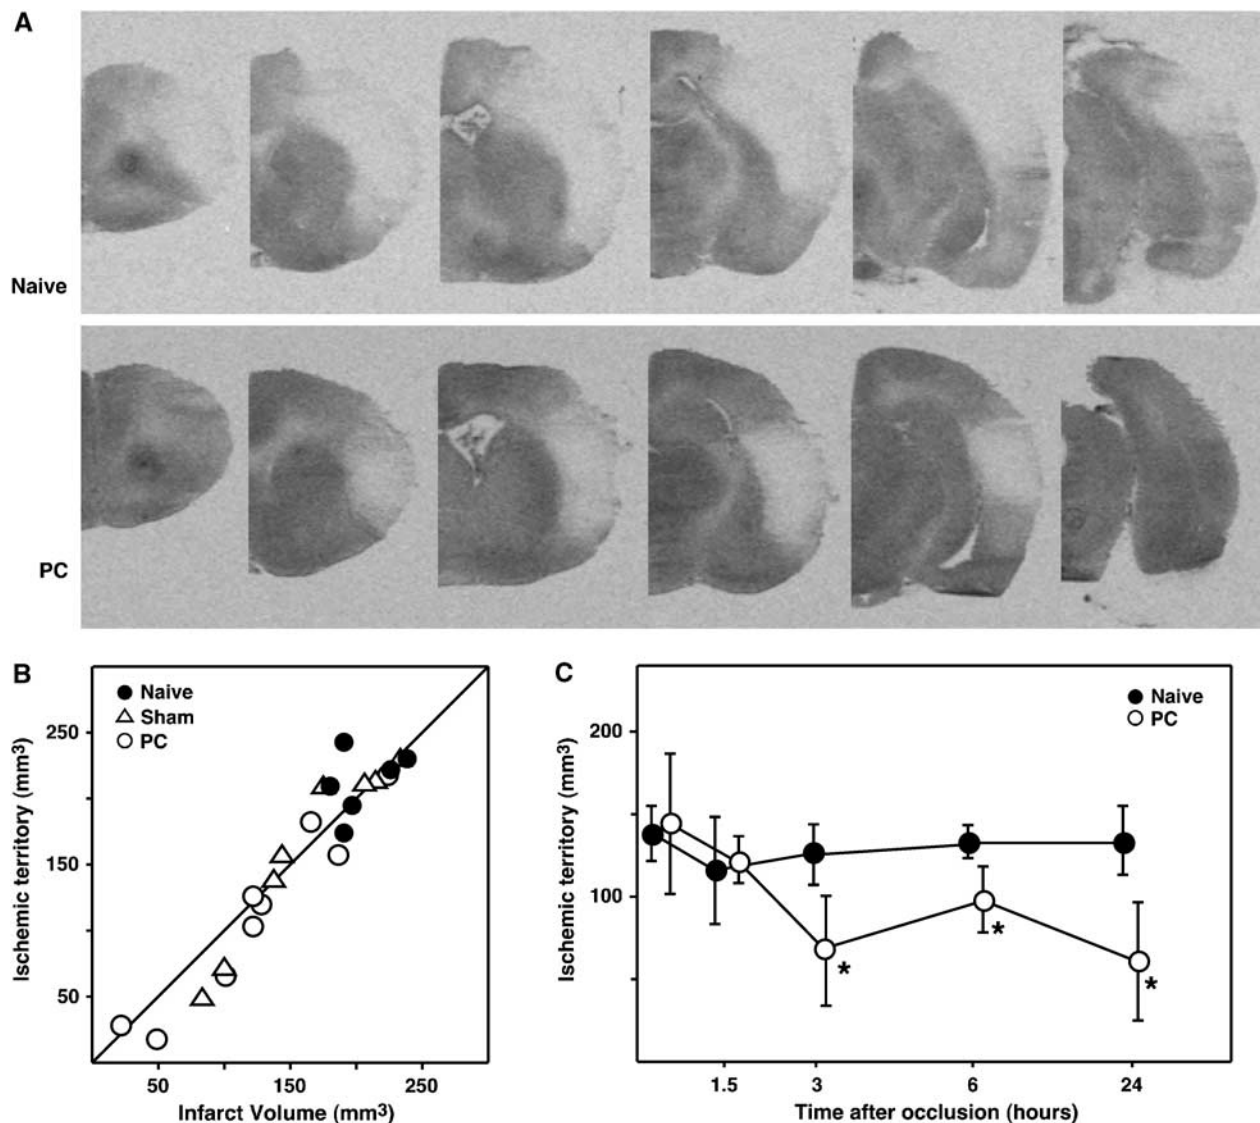 A
Naive
PC
B
Naive
Sham
PC
250
150
50
Ischemic territory (mm3)
50 150 250
Infarct Volume (mm3)
C
Naive
PC
200
100
Ischemic territory (mm3)
*
*
*
1.5 3 6 24
Time after occlusion (hours)